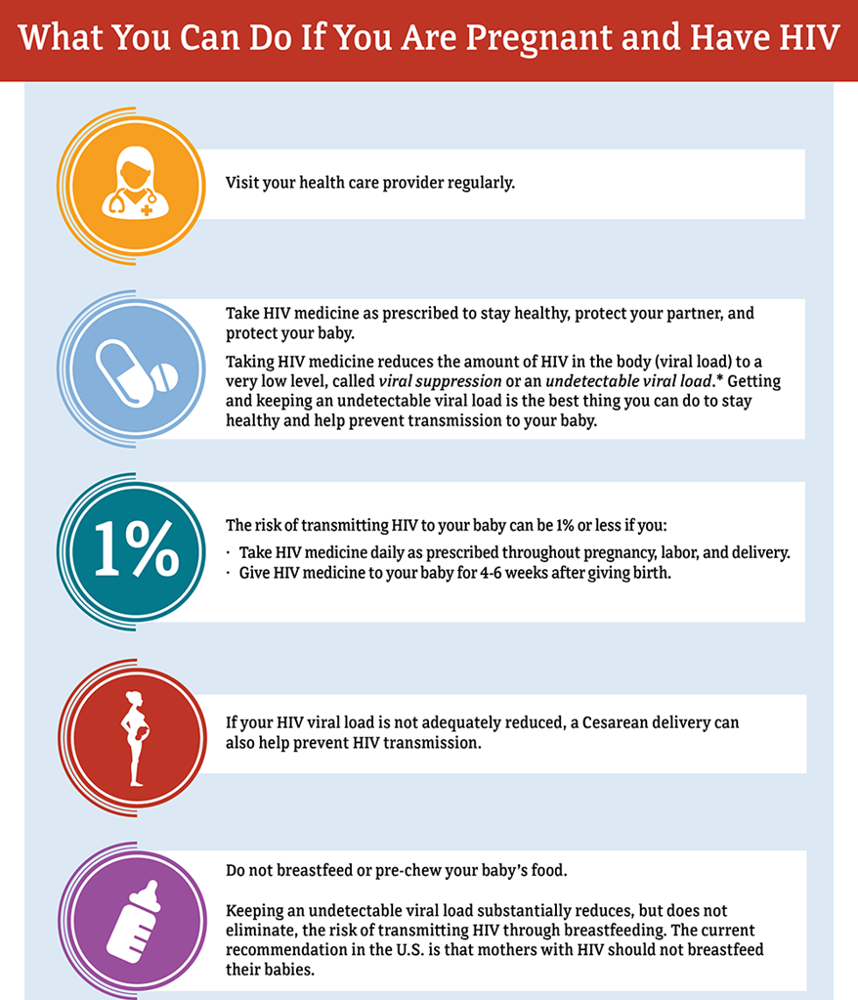 What You Can Do If You Are Pregnant and Have HIV
Visit your health care provider regularly.
Take HIV medicine as prescribed to stay healthy, protect your partner, and
protect your baby.
Taking HIV medicine reduces the amount of HIV in the body (viral load) to a
very low level, called viral suppression or an undetectable viral load.* Getting
and keeping an undetectable viral load is the best thing you can do to stay
healthy and help prevent transmission to your baby.
1%
The risk of transmitting HIV to your baby can be 1% or less if you:
· Take HIV medicine daily as prescribed throughout pregnancy, labor, and delivery.
· Give HIV medicine to your baby for 4-6 weeks after giving birth.
If your HIV viral load is not adequately reduced, a Cesarean delivery can
also help prevent HIV transmission.
Do not breastfeed or pre-chew your baby's food.
Keeping an undetectable viral load substantially reduces, but does not
eliminate, the risk of transmitting HIV through breastfeeding. The current
recommendation in the U.S. is that mothers with HIV should not breastfeed
their babies.